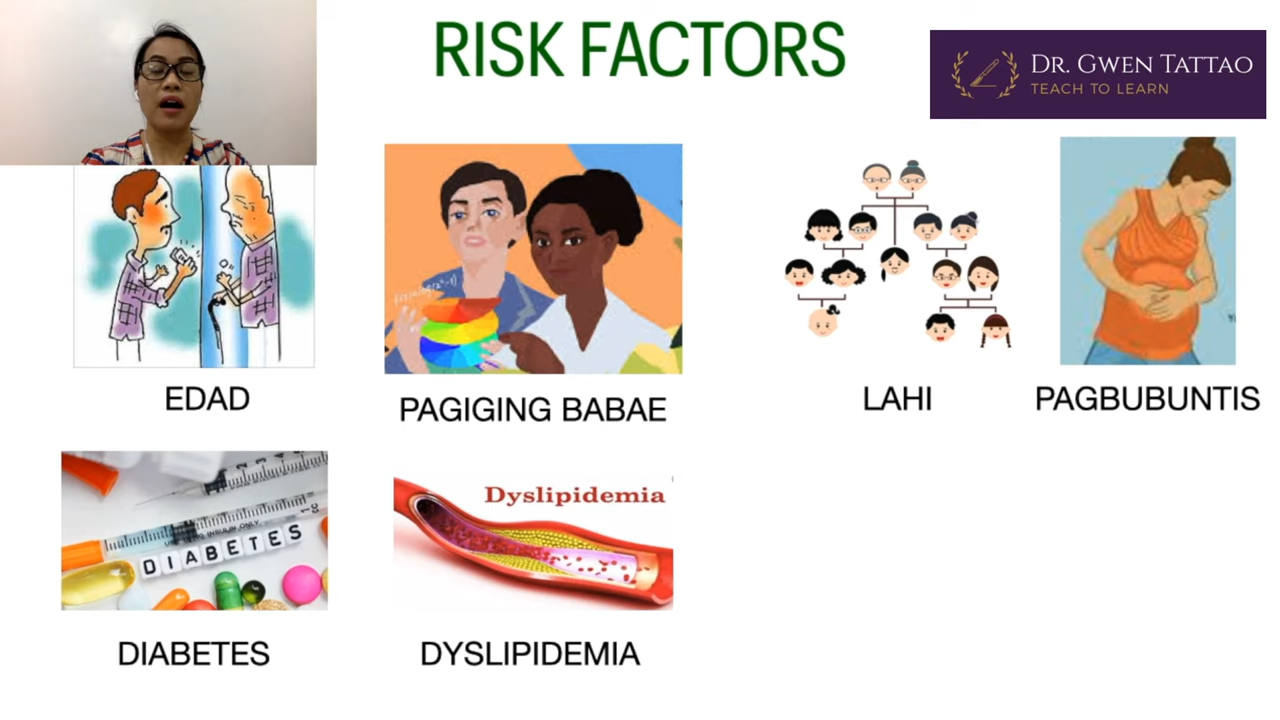 RISK FACTORS
DR. GWEN TATTAO
TEACH TO LEARN
EDAD
PAGIGING BABAE
LAHI
PAGBUBUNTIS
DIABETES
Dyslipidemia
DIABETES
DYSLIPIDEMIA